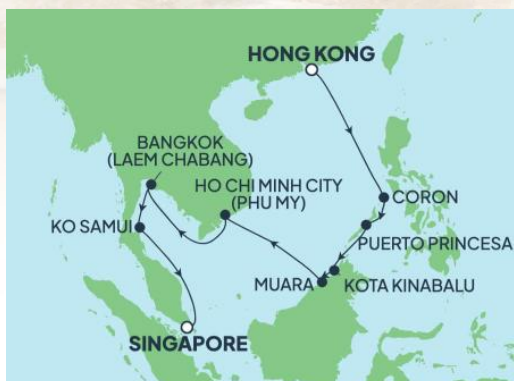 HONG KONG
BANGKOK
(LAEM CHABANG)
HO CHI MINH CITY
(PHU MY)
CORON
KO SAMUI
PUERTO PRINCESA
MUARA
KOTA KINABALU
SINGAPORE